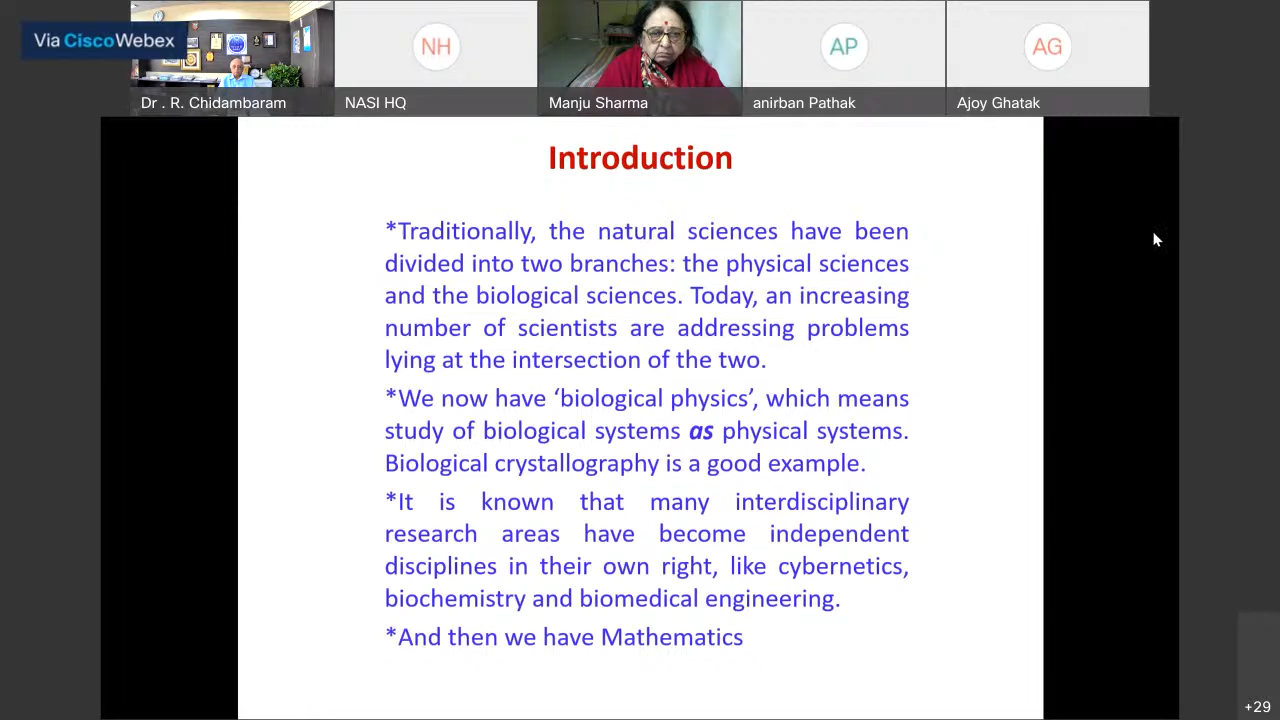 Via CiscoWebex
NH
AP
AG
Dr . R. Chidambaram
NASI HQ
Manju Sharma
anirban Pathak
Ajoy Ghatak
Introduction
*Traditionally, the natural sciences have been
divided into two branches: the physical sciences
and the biological sciences. Today, an increasing
number of scientists are addressing problems
lying at the intersection of the two.
*We now have ‘biological physics’, which means
study of biological systems as physical systems.
Biological crystallography is a good example.
*It is known that many interdisciplinary
research areas have become independent
disciplines in their own right, like cybernetics,
biochemistry and biomedical engineering.
*And then we have Mathematics
+29